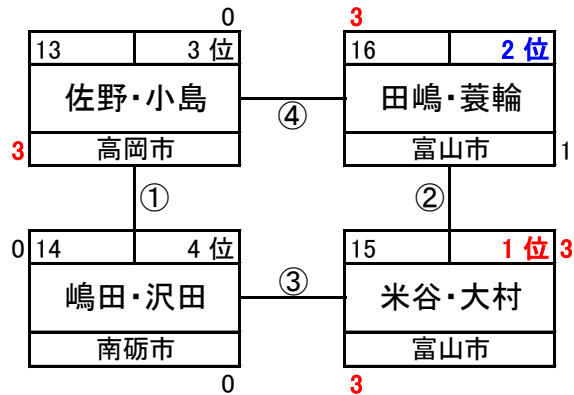 0 3
13 3 位 16 2 位
佐野・小島 ④ 田嶋・蓑輪
3 高岡市 富山市 1
① ②
0 14 4 位 15 1 位 3
嶋田・沢田 ③ 米谷・大村
南砺市 富山市
0 3